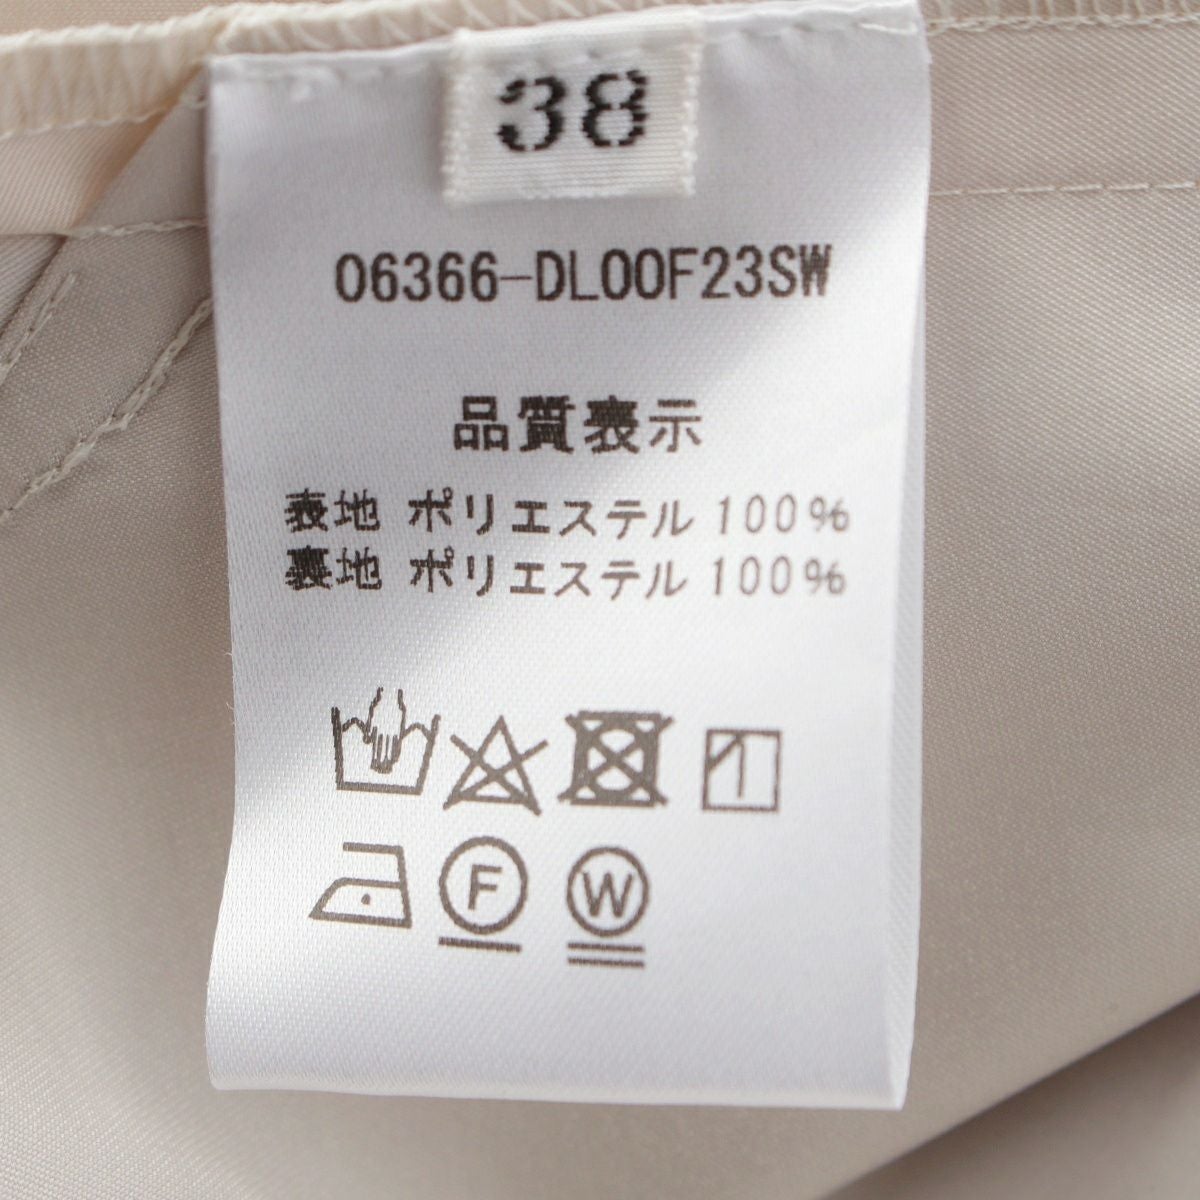 38
06366-DL00F23SW
品質表示
表地 ポリエステル 100%
裏地 ポリエステル 100%
F
W